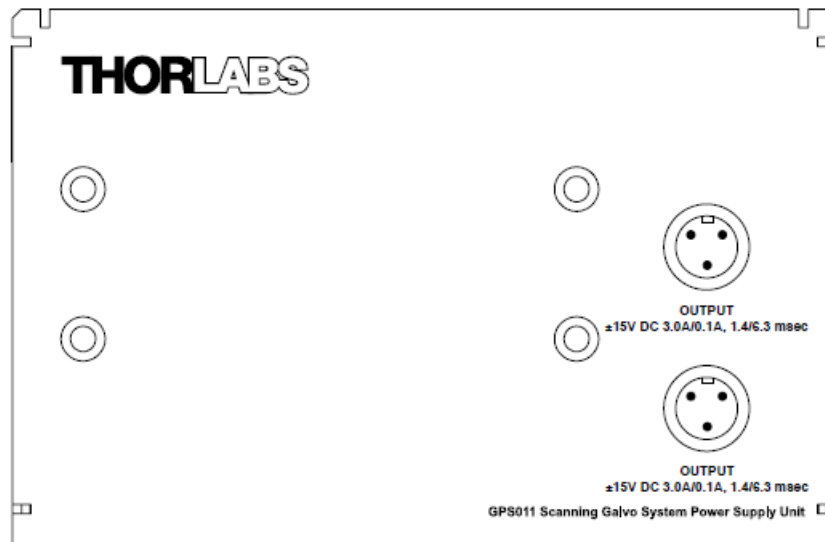 THORLABS
OUTPUT
±15V DC 3.0A/0.1A, 1.4/6.3 msec
OUTPUT
±15V DC 3.0A/0.1A, 1.4/6.3 msec
GPS011 Scanning Galvo System Power Supply Unit